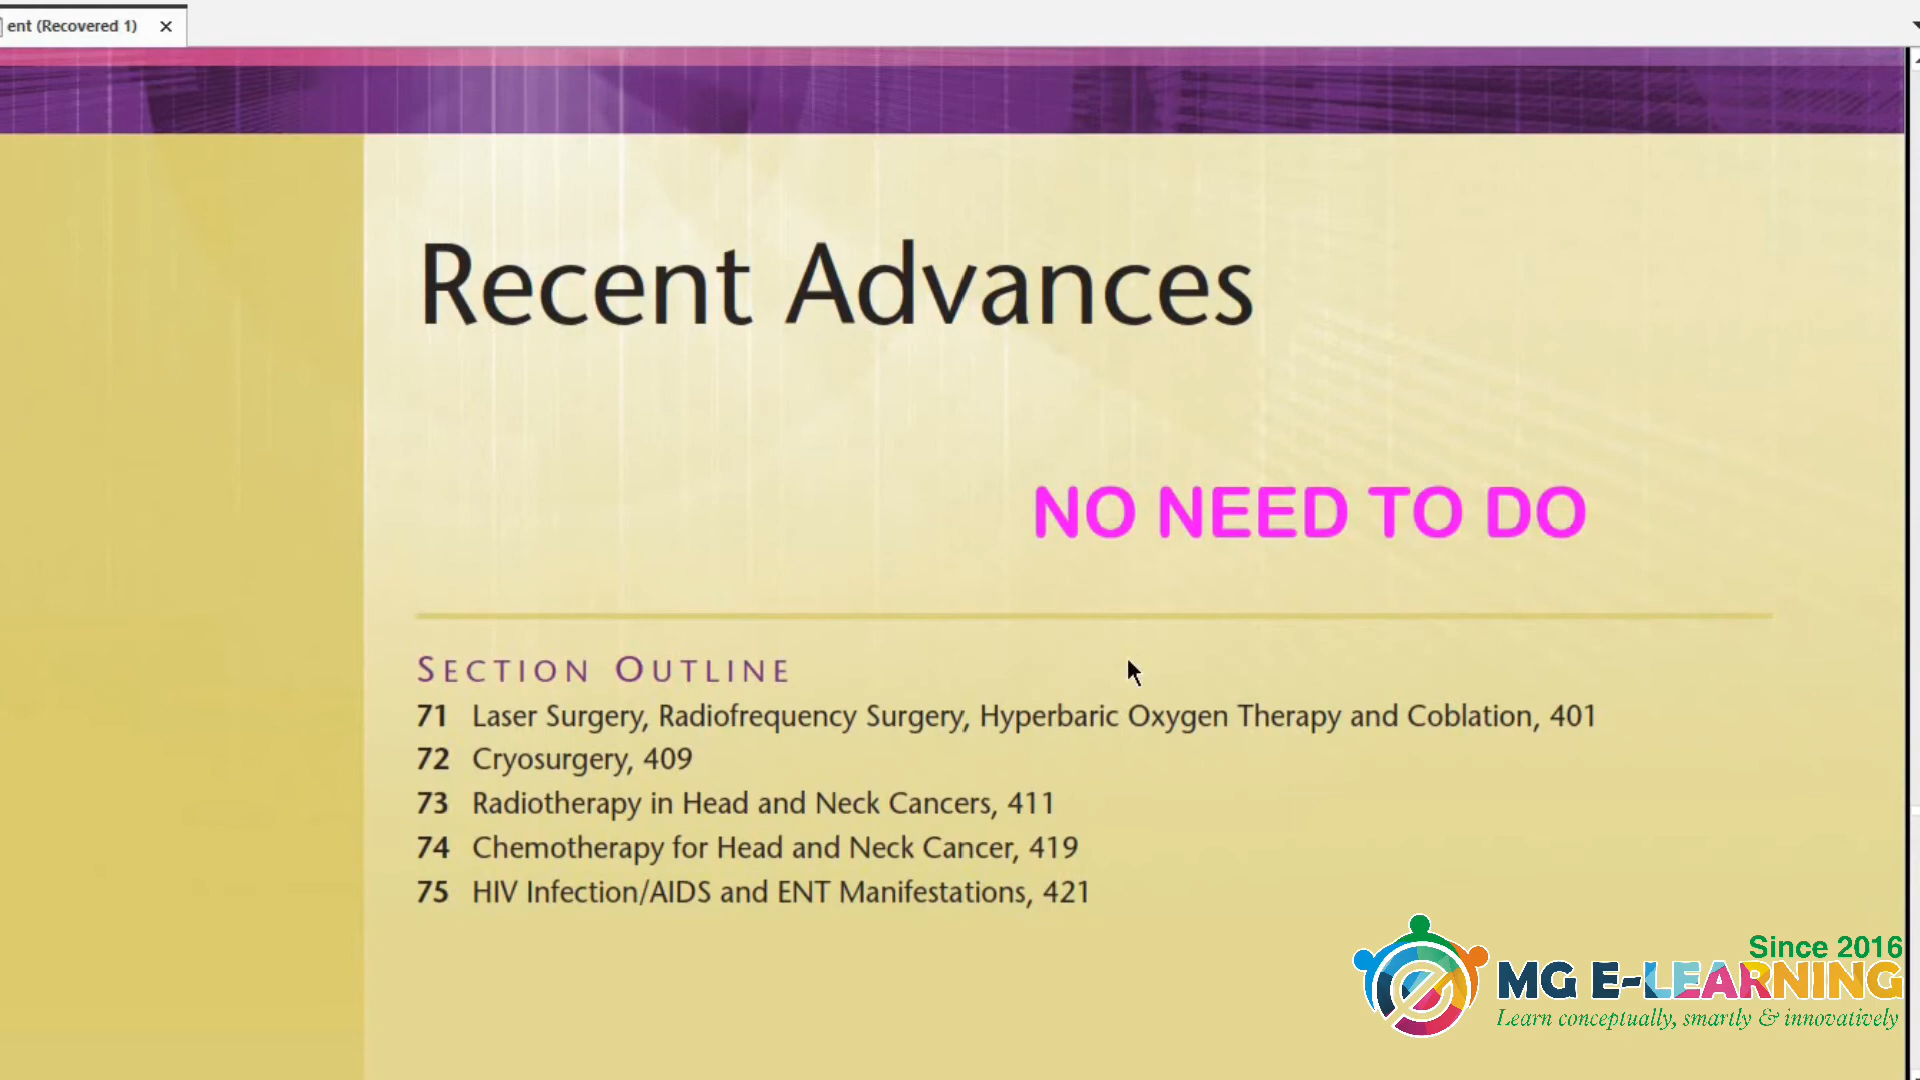 ent (Recovered 1)
Recent Advances
NO NEED TO DO
SECTION OUTLINE
71 Laser Surgery, Radiofrequency Surgery, Hyperbaric Oxygen Therapy and Coblation, 401
72 Cryosurgery, 409
73 Radiotherapy in Head and Neck Cancers, 411
74 Chemotherapy for Head and Neck Cancer, 419
75 HIV Infection/AIDS and ENT Manifestations, 421
Since 2016
MG E-LEARNING
Learn conceptually, smartly & innovatively